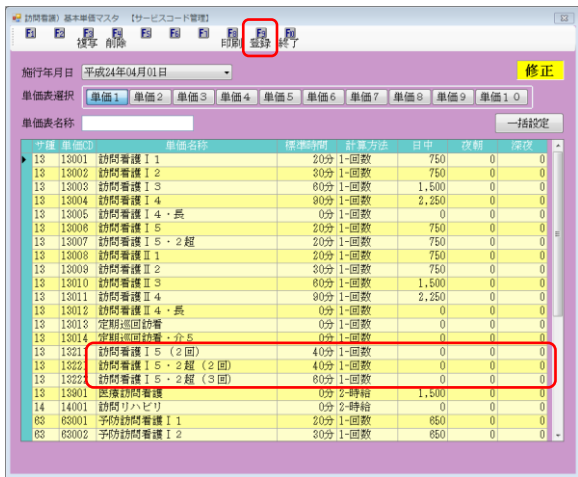 訪問看護）基本単価マスタ 【サービスコード管理】
F1 F2 F3 F4 F5 F6 F7 F8 F9 F10
複写 削除 印刷 登録 終了
施行年月日 平成24年04月01日 修正
単価表選択 単価1 単価2 単価3 単価4 単価5 単価6 単価7 単価8 単価9 単価10
単価表名称 一括設定
サ種 単価CD 単価名称 標準時間 計算方法 日中 夜朝 深夜
13 13001 訪問看護Ⅰ1 20分 1-回数 750 0 0
13 13002 訪問看護Ⅰ2 30分 1-回数 750 0 0
13 13003 訪問看護Ⅰ3 60分 1-回数 1,500 0 0
13 13004 訪問看護Ⅰ4 90分 1-回数 2,250 0 0
13 13005 訪問看護Ⅰ4・長 0分 1-回数 0 0 0
13 13006 訪問看護Ⅰ5 20分 1-回数 750 0 0
13 13007 訪問看護Ⅰ5・2超 20分 1-回数 750 0 0
13 13008 訪問看護Ⅱ1 20分 1-回数 750 0 0
13 13009 訪問看護Ⅱ2 30分 1-回数 750 0 0
13 13010 訪問看護Ⅱ3 60分 1-回数 1,500 0 0
13 13011 訪問看護Ⅱ4 90分 1-回数 2,250 0 0
13 13012 訪問看護Ⅱ4・長 0分 1-回数 0 0 0
13 13013 定期巡回訪看 0分 1-回数 0 0 0
13 13014 定期巡回訪看・介5 0分 1-回数 0 0 0
13 13211 訪問看護Ⅰ5（2回） 40分 1-回数 0 0 0
13 13221 訪問看護Ⅰ5・2超（2回） 40分 1-回数 0 0 0
13 13222 訪問看護Ⅰ5・2超（3回） 60分 1-回数 0 0 0
13 13901 医療訪問看護 0分 2-時給 1,500 0 0
14 14001 訪問リハビリ 0分 2-時給 0 0 0
63 63001 予防訪問看護Ⅰ1 20分 1-回数 650 0 0
63 63002 予防訪問看護Ⅰ2 30分 1-回数 650 0 0